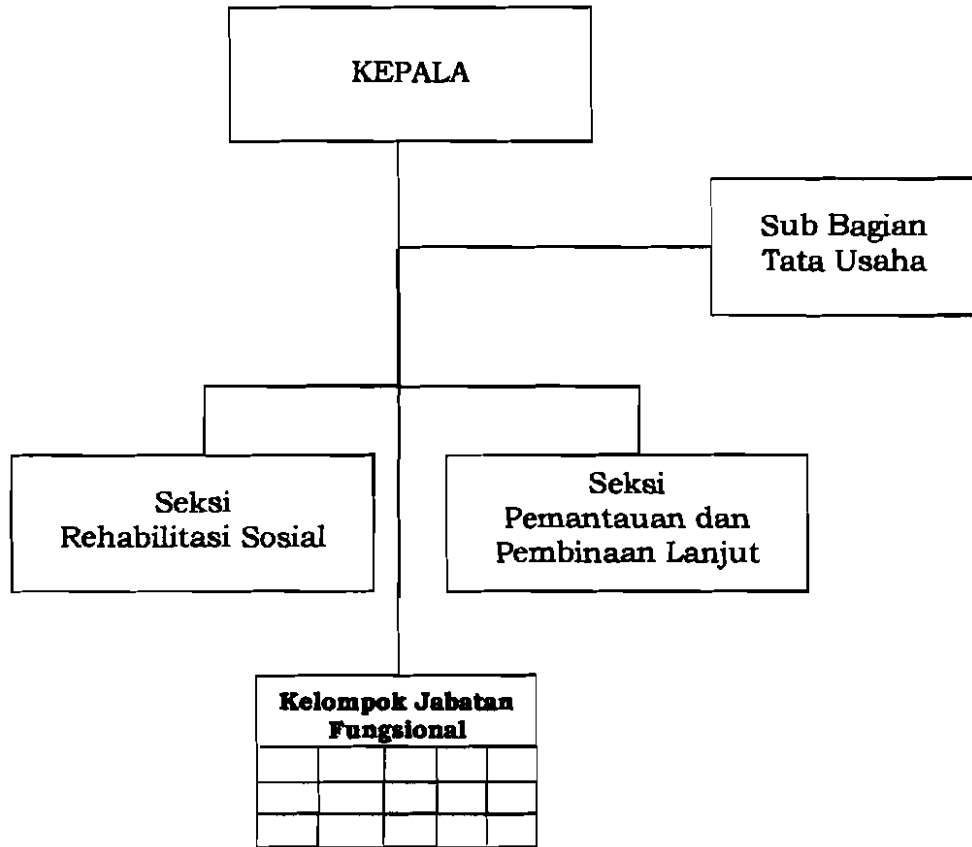 KEPALA
Sub Bagian
Tata Usaha
Seksi
Rehabilitasi Sosial
Seksi
Pemantauan dan
Pembinaan Lanjut
Kelompok Jabatan
Fungsional